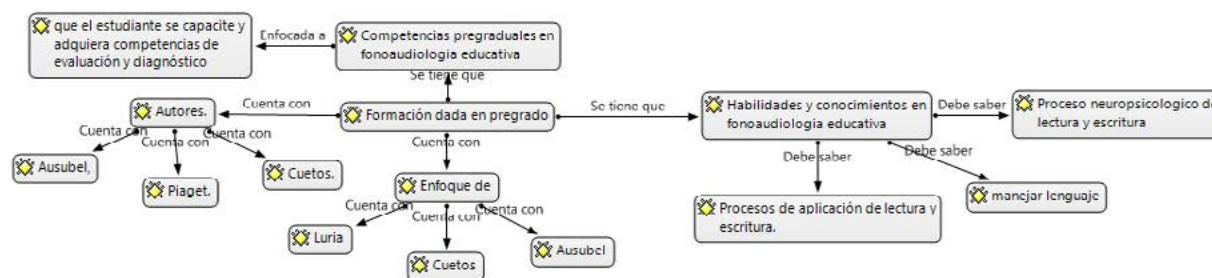 que el estudiante se capacite y
adquiera competencias de
evaluación y diagnóstico
Enfocada a
Competencias pregraduales en
fonoaudiologia educativa
Se tiene que
Autores.
Cuenta con
Formación dada en pregrado
Se tiene que
Habilidades y conocimientos en
fonoaudiologia educativa
Debe saber
Proceso neuropsicologico de
lectura y escritura
Cuenta con
Cuenta con
Cuenta con
Cuenta con
Debe saber
Debe saber
Ausubel,
Piaget.
Cuetos.
Enfoque de
manejar lenguaje
Procesos de aplicación de lectura y
escritura.
Cuenta con
Cuenta con
Cuenta con
Luria
Cuetos
Ausubel